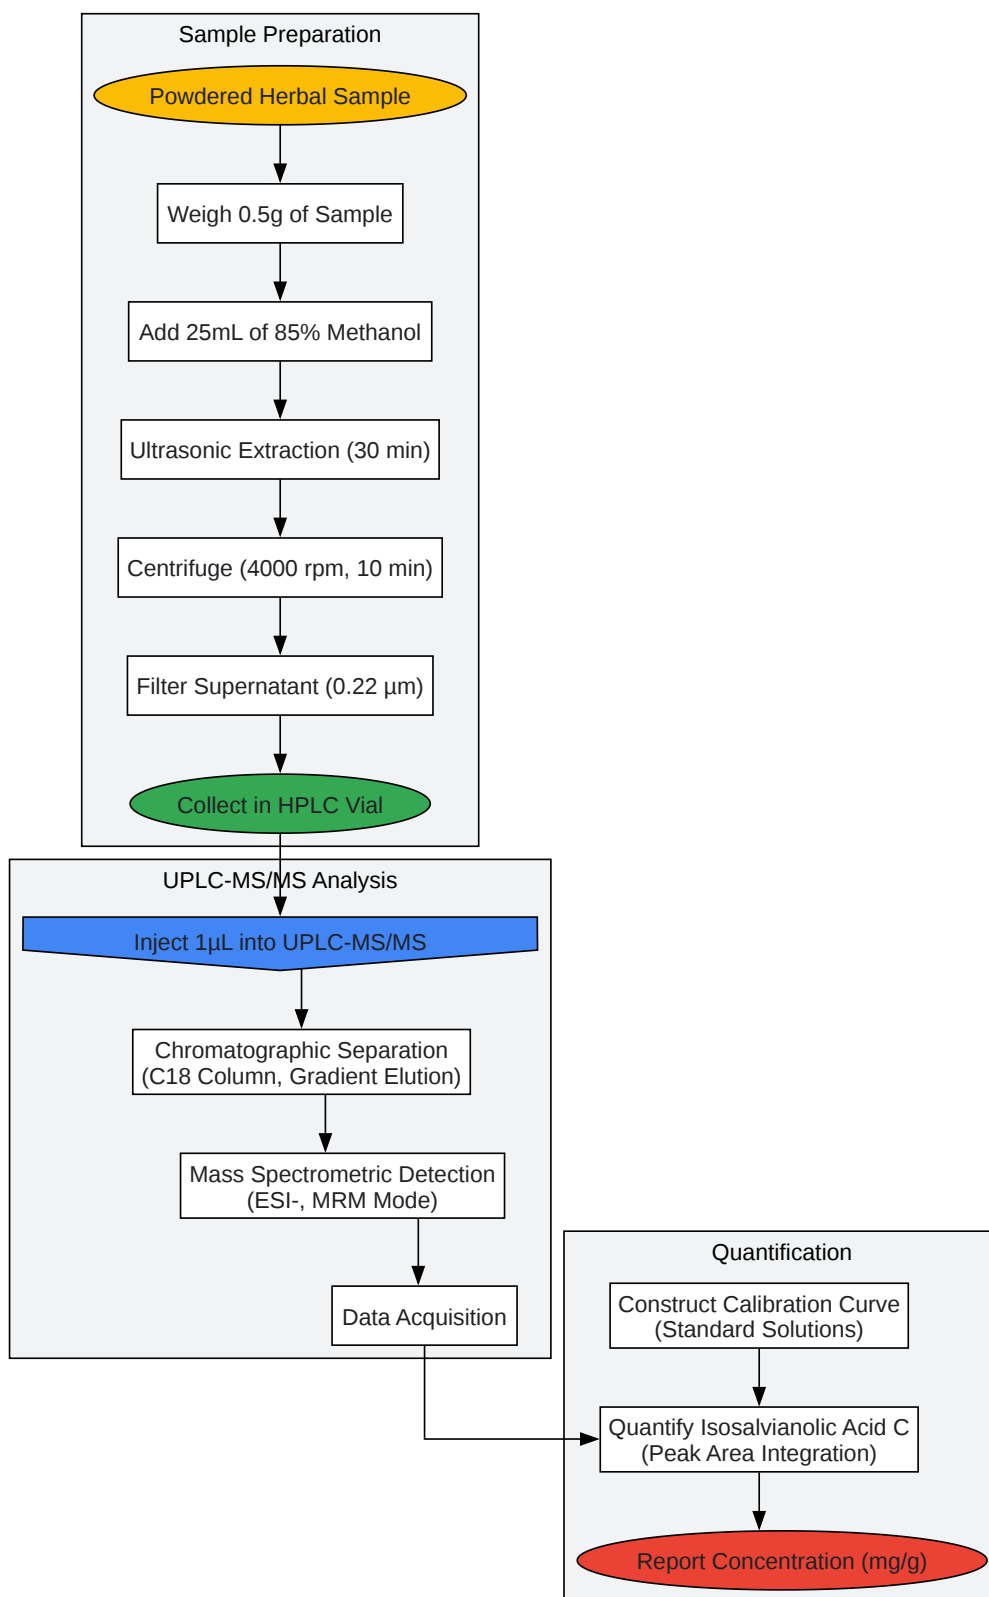 Sample Preparation
Powdered Herbal Sample
Weigh 0.5g of Sample
Add 25mL of 85% Methanol
Ultrasonic Extraction (30 min)
Centrifuge (4000 rpm, 10 min)
Filter Supernatant (0.22 µm)
Collect in HPLC Vial
UPLC-MS/MS Analysis
Inject 1µL into UPLC-MS/MS
Chromatographic Separation
(C18 Column, Gradient Elution)
Mass Spectrometric Detection
(ESI-, MRM Mode)
Data Acquisition
Quantification
Construct Calibration Curve
(Standard Solutions)
Quantify Isosalvianolic Acid C
(Peak Area Integration)
Report Concentration (mg/g)